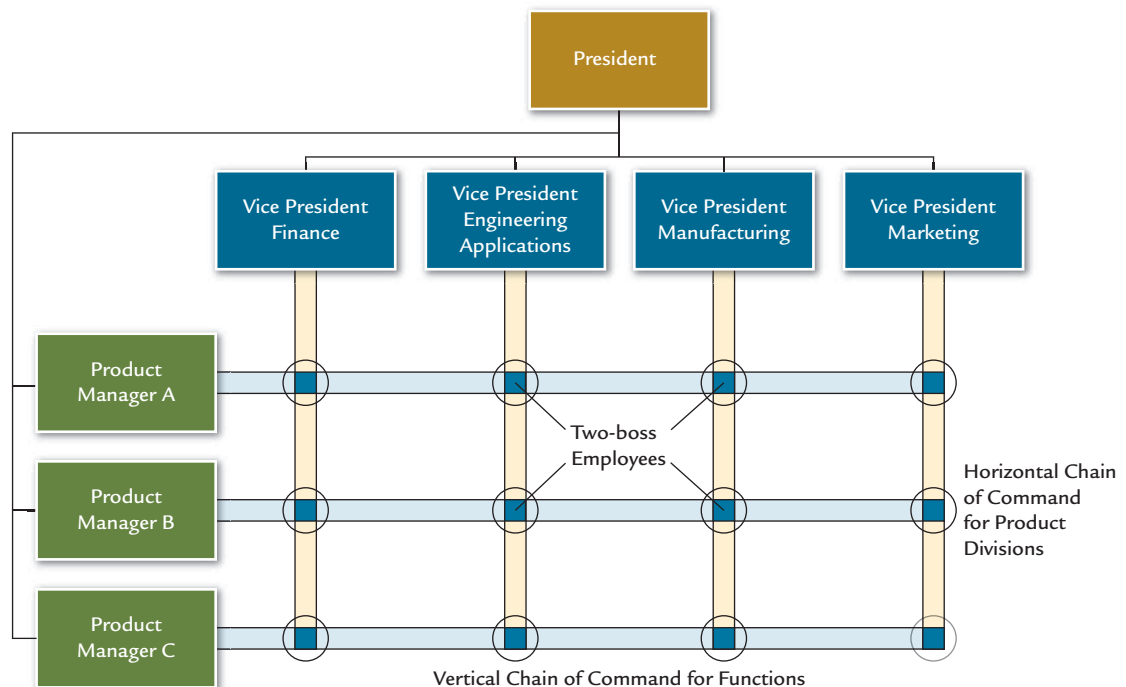 President
Vice President
Finance
Vice President
Engineering
Applications
Vice President
Manufacturing
Vice President
Marketing
Product
Manager A
Two-boss
Employees
Product
Manager B
Horizontal Chain
of Command
for Product
Divisions
Product
Manager C
Vertical Chain of Command for Functions